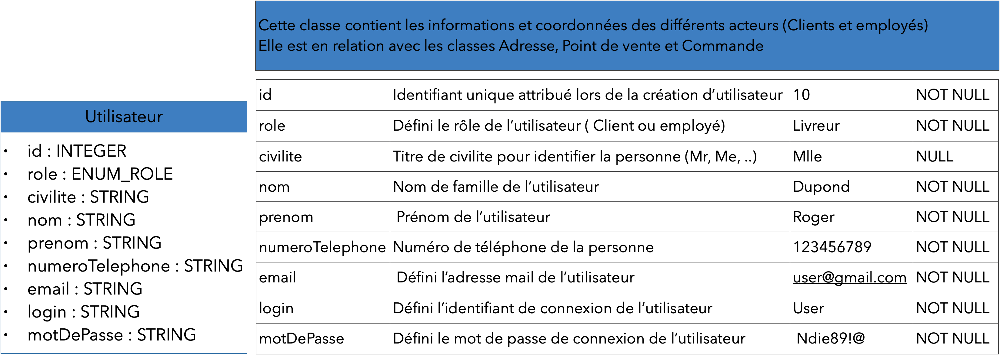 Cette classe contient les informations et coordonnées des différents acteurs (Clients et employés)
Elle est en relation avec les classes Adresse, Point de vente et Commande
Utilisateur
• id : INTEGER
• role : ENUM_ROLE
• civilite : STRING
• nom : STRING
• prenom : STRING
• numeroTelephone : STRING
• email : STRING
• login : STRING
• motDePasse : STRING
id Identifiant unique attribué lors de la création d’utilisateur 10 NOT NULL
role Défini le rôle de l’utilisateur ( Client ou employé) Livreur NOT NULL
civilite Titre de civilite pour identifier la personne (Mr, Me, ..) Mlle NULL
nom Nom de famille de l’utilisateur Dupond NOT NULL
prenom Prénom de l’utilisateur Roger NOT NULL
numeroTelephone Numéro de téléphone de la personne 123456789 NOT NULL
email Défini l’adresse mail de l’utilisateur user@gmail.com NOT NULL
login Défini l’identifiant de connexion de l’utilisateur User NOT NULL
motDePasse Défini le mot de passe de connexion de l’utilisateur Ndie89!@ NOT NULL